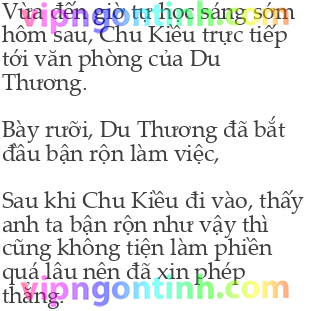 Vừa đến giờ tự học sáng sớm
hôm sau, Chu Kiều trực tiếp
tới văn phòng của Du
Thương.
Bày rưỡi, Du Thương đã bắt
đầu bận rộn làm việc,
Sau khi Chu Kiều đi vào, thấy
anh ta bận rộn như vậy thì
cũng không tiện làm phiền
quá lâu nên đã xin phép
thẳng.
vipngontinh.com
vipngontinh.com